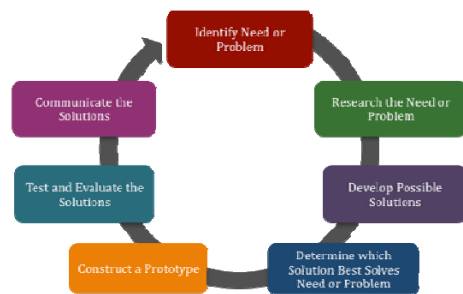 Identify Need or
Problem
Research the Need or
Problem
Develop Possible
Solutions
Determine which
Solution Best Solves
Need or Problem
Construct a Prototype
Test and Evaluate the
Solutions
Communicate the
Solutions